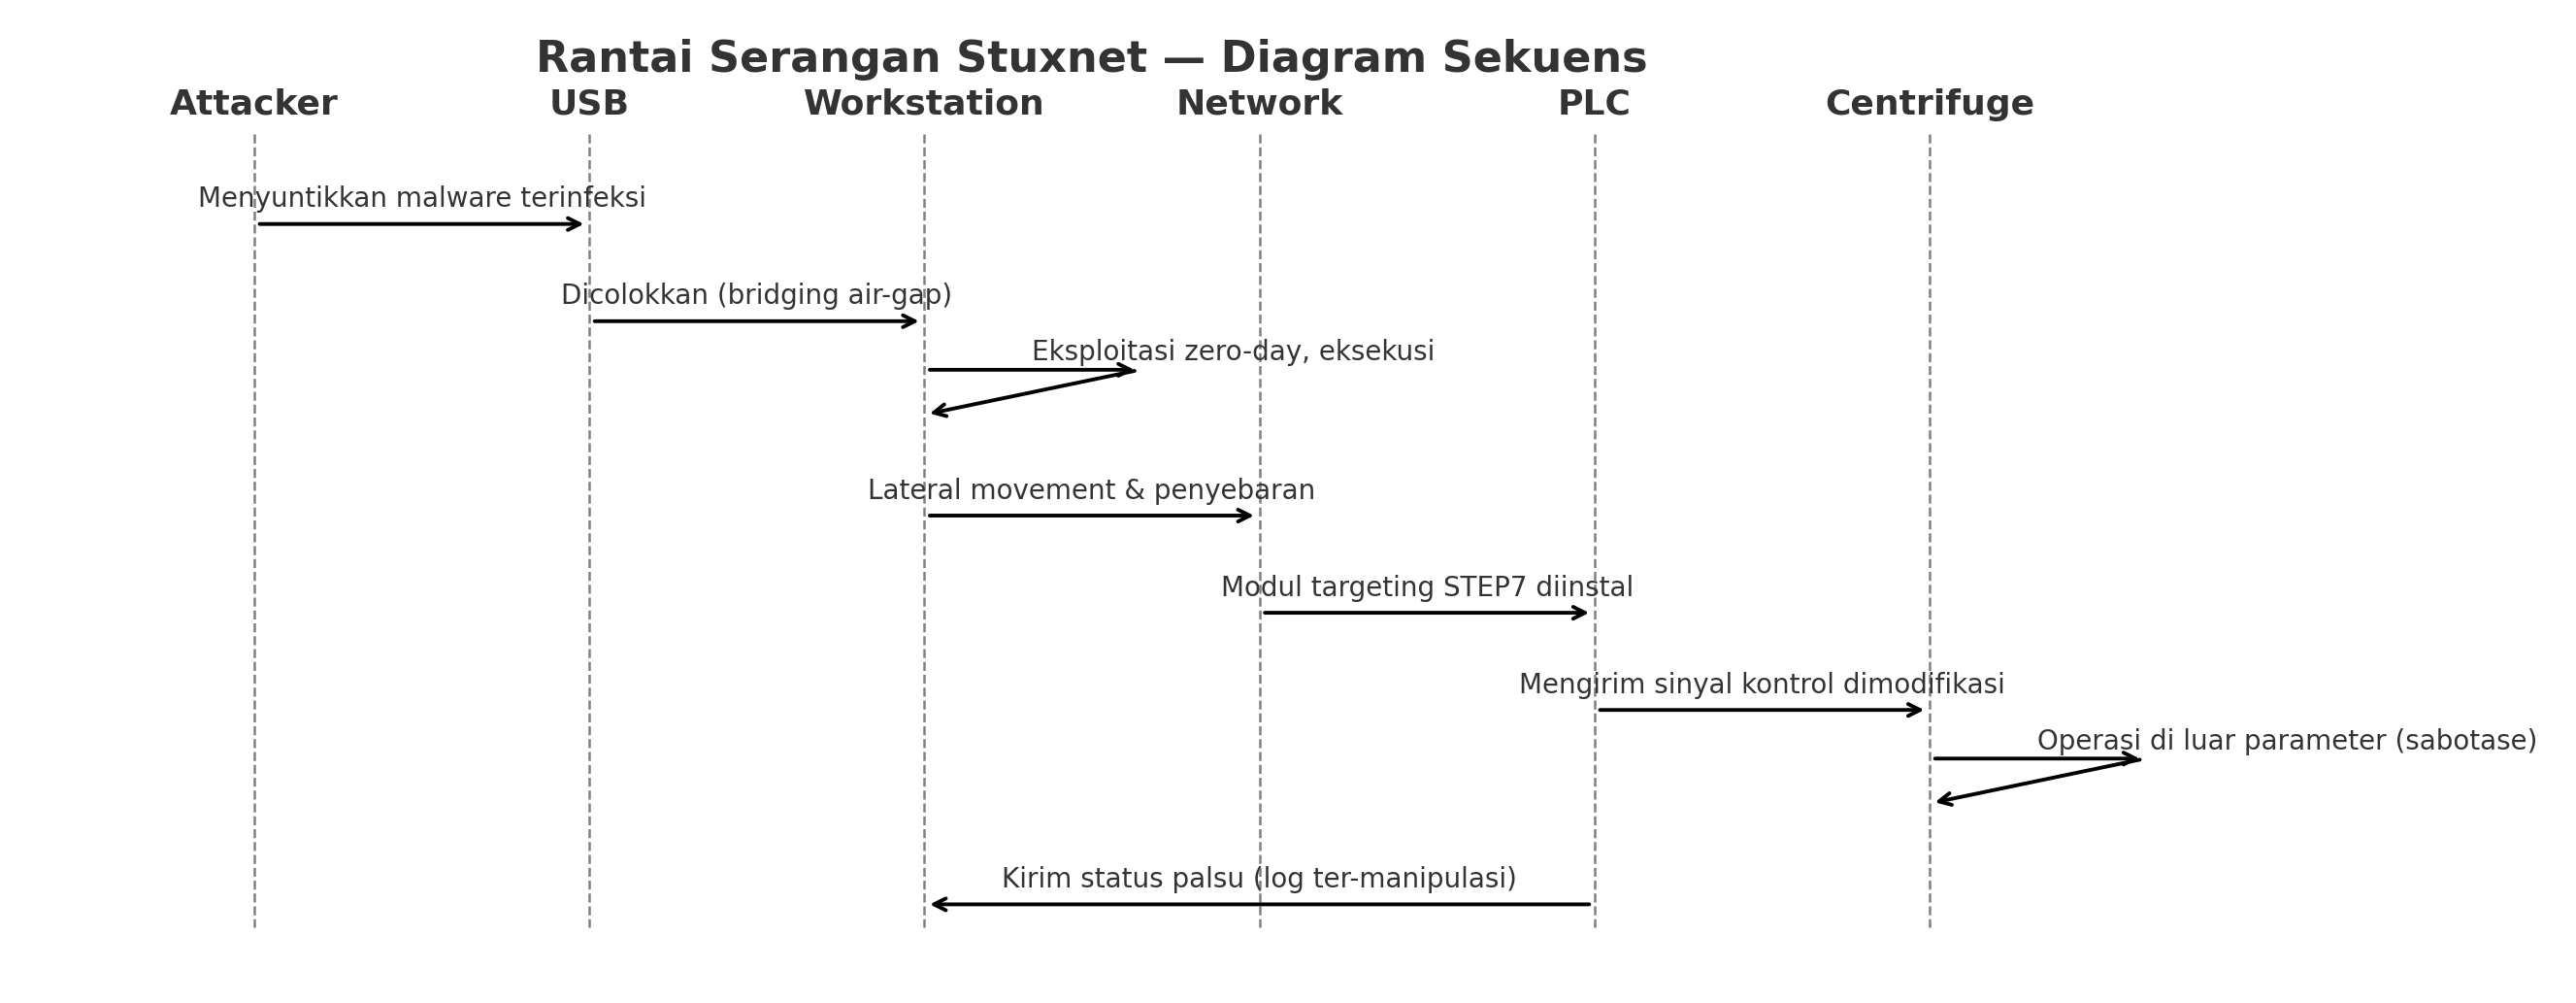 Rantai Serangan Stuxnet — Diagram Sekuens
Attacker USB Workstation Network PLC Centrifuge
Menyuntikkan malware terinfeksi
Dicolokkan (bridging air-gap)
Eksploitasi zero-day, eksekusi
Lateral movement & penyebaran
Modul targeting STEP7 diinstal
Mengirim sinyal kontrol dimodifikasi
Operasi di luar parameter (sabotase)
Kirim status palsu (log ter-manipulasi)